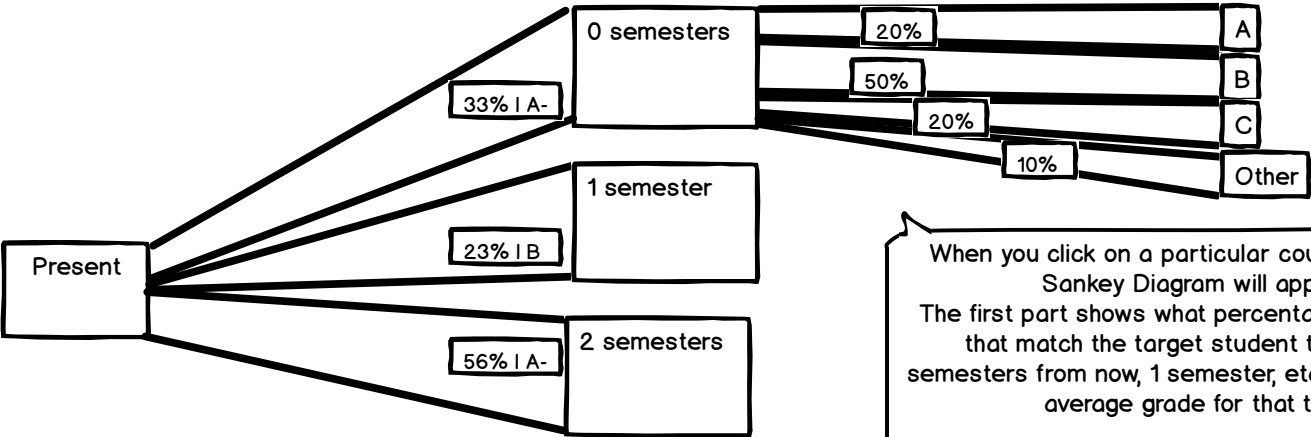 0 semesters
33% | A-
20%
50%
20%
10%
A
B
C
Other
1 semester
23% | B
Present
2 semesters
56% | A-
When you click on a particular cou
Sankey Diagram will app
The first part shows what percenta
that match the target student t
semesters from now, 1 semester, et
average grade for that t